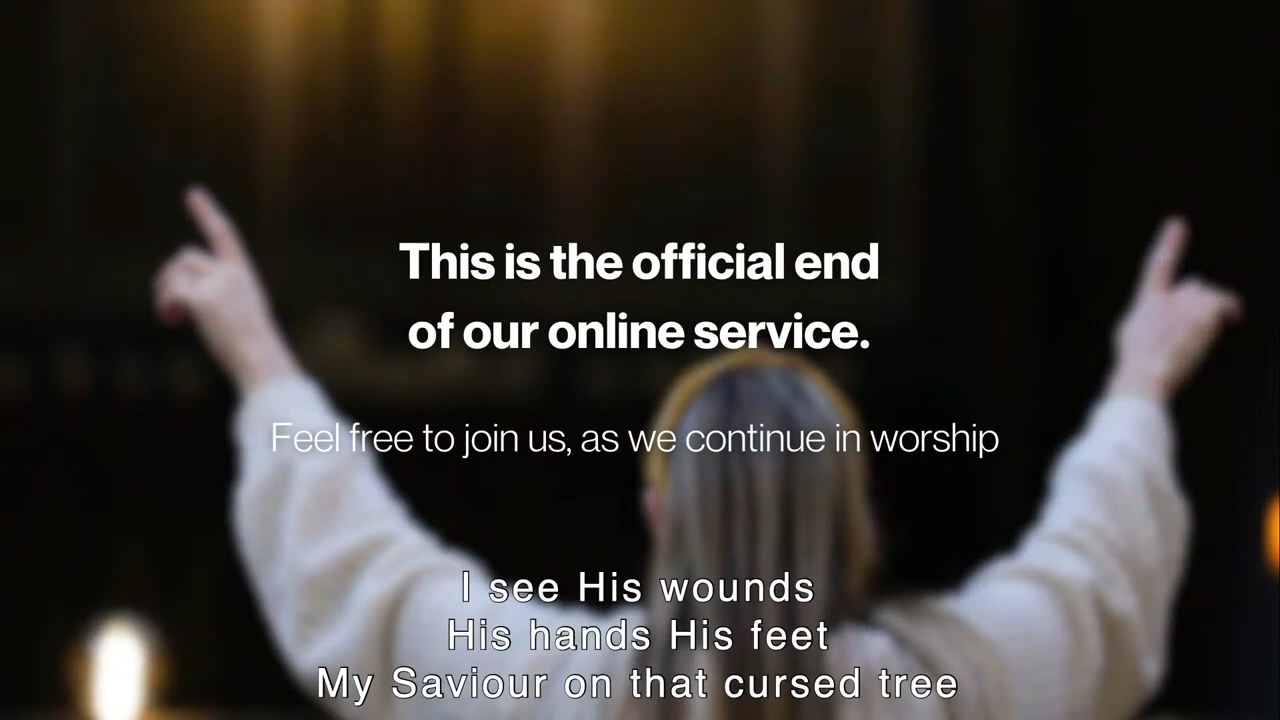 This is the official end
of our online service.
Feel free to join us, as we continue in worship
I see His wounds
His hands His feet
My Saviour on that cursed tree